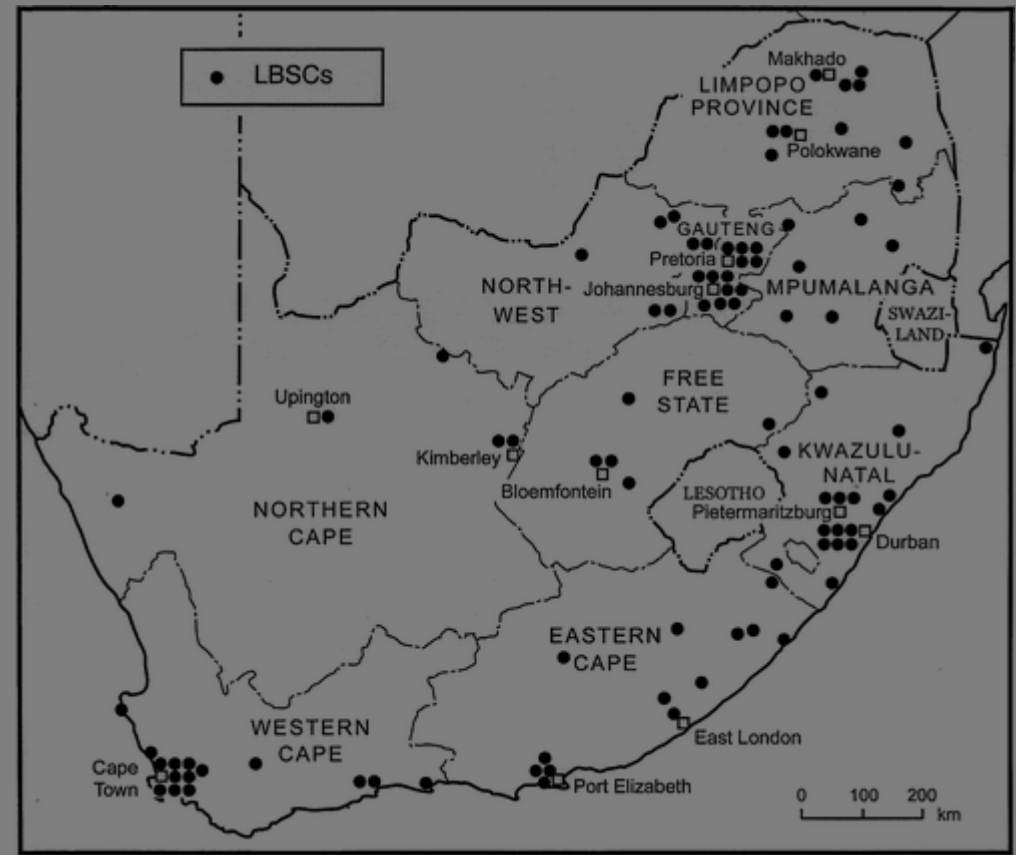 LBSCs
Makhado
LIMPOPO
PROVINCE
Polokwane
GAUTENG
Pretoria
Johannesburg
NORTH-
WEST
MPUMALANGA
SWAZI-
LAND
FREE
STATE
Upington
Kimberley
Bloemfontein
KWAZULU-
NATAL
LESOTHO
Pietermaritzburg
Durban
NORTHERN
CAPE
EASTERN
CAPE
WESTERN
CAPE
East London
Cape
Town
Port Elizabeth
0 100 200
km